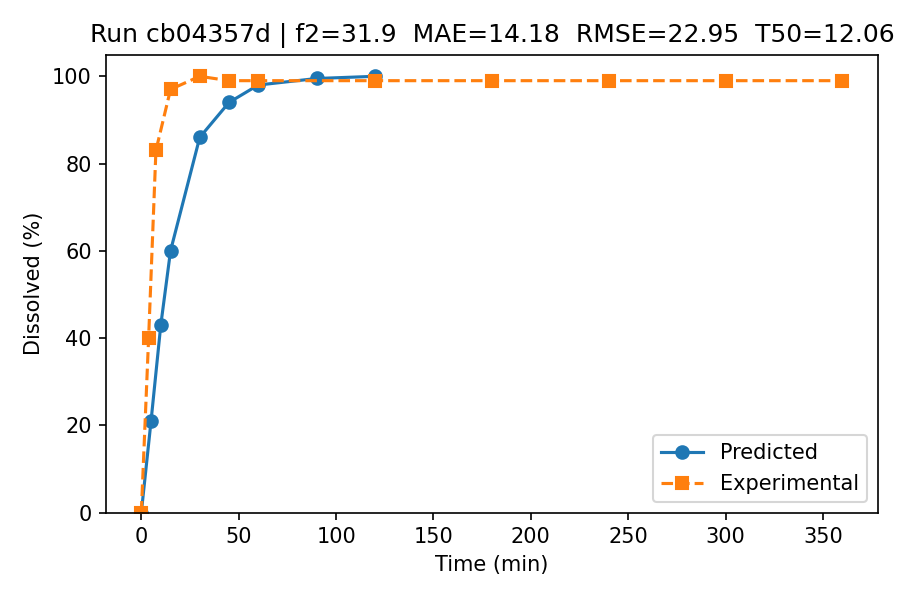 Run cb04357d | f2=31.9  MAE=14.18  RMSE=22.95  T50=12.06
Dissolved (%)
100
80
60
40
20
0
0 50 100 150 200 250 300 350
Time (min)
Predicted
Experimental